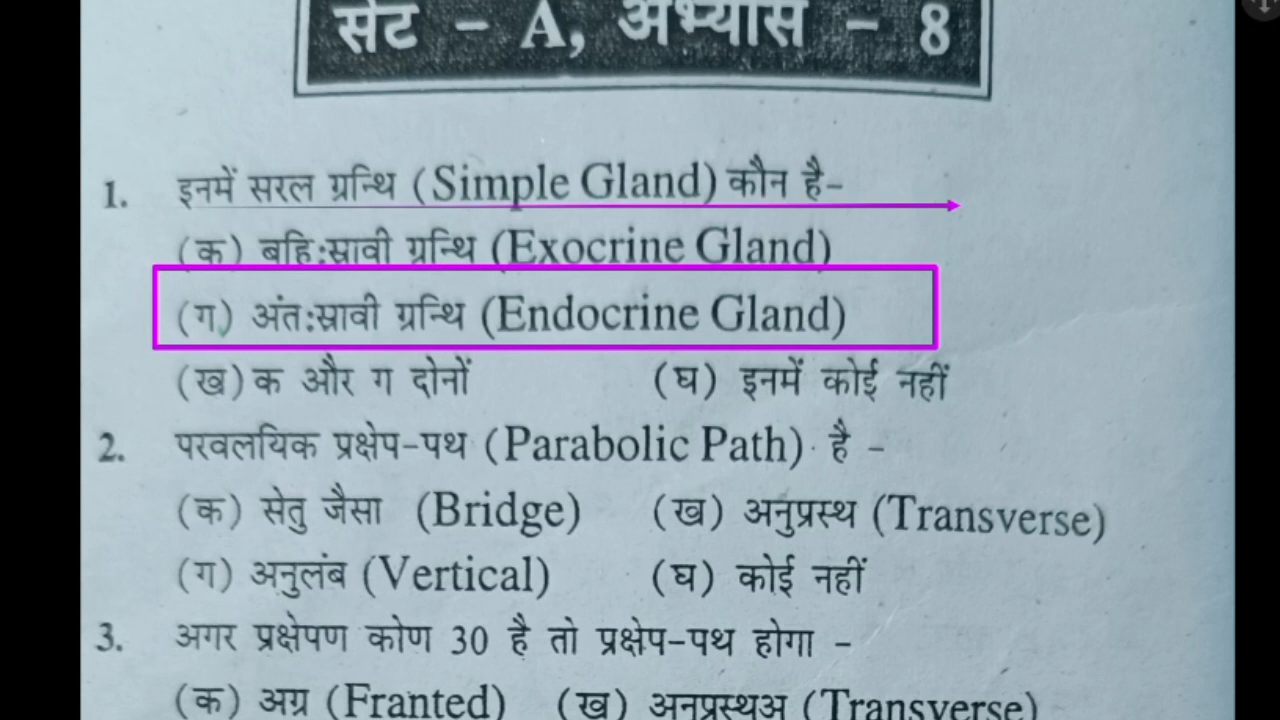 सेट - A, अभ्यास - 8
1. इनमें सरल ग्रन्थि (Simple Gland) कौन है-
(क) बहि:स्रावी ग्रन्थि (Exocrine Gland)
(ग) अंत:स्रावी ग्रन्थि (Endocrine Gland)
(ख) क और ग दोनों (घ) इनमें कोई नहीं
2. परवलयिक प्रक्षेप-पथ (Parabolic Path) है -
(क) सेतु जैसा (Bridge) (ख) अनुप्रस्थ (Transverse)
(ग) अनुलंब (Vertical) (घ) कोई नहीं
3. अगर प्रक्षेपण कोण 30 है तो प्रक्षेप-पथ होगा -
(क) अग्र (Franted) (ख) अनुप्रस्थअ (Transverse)